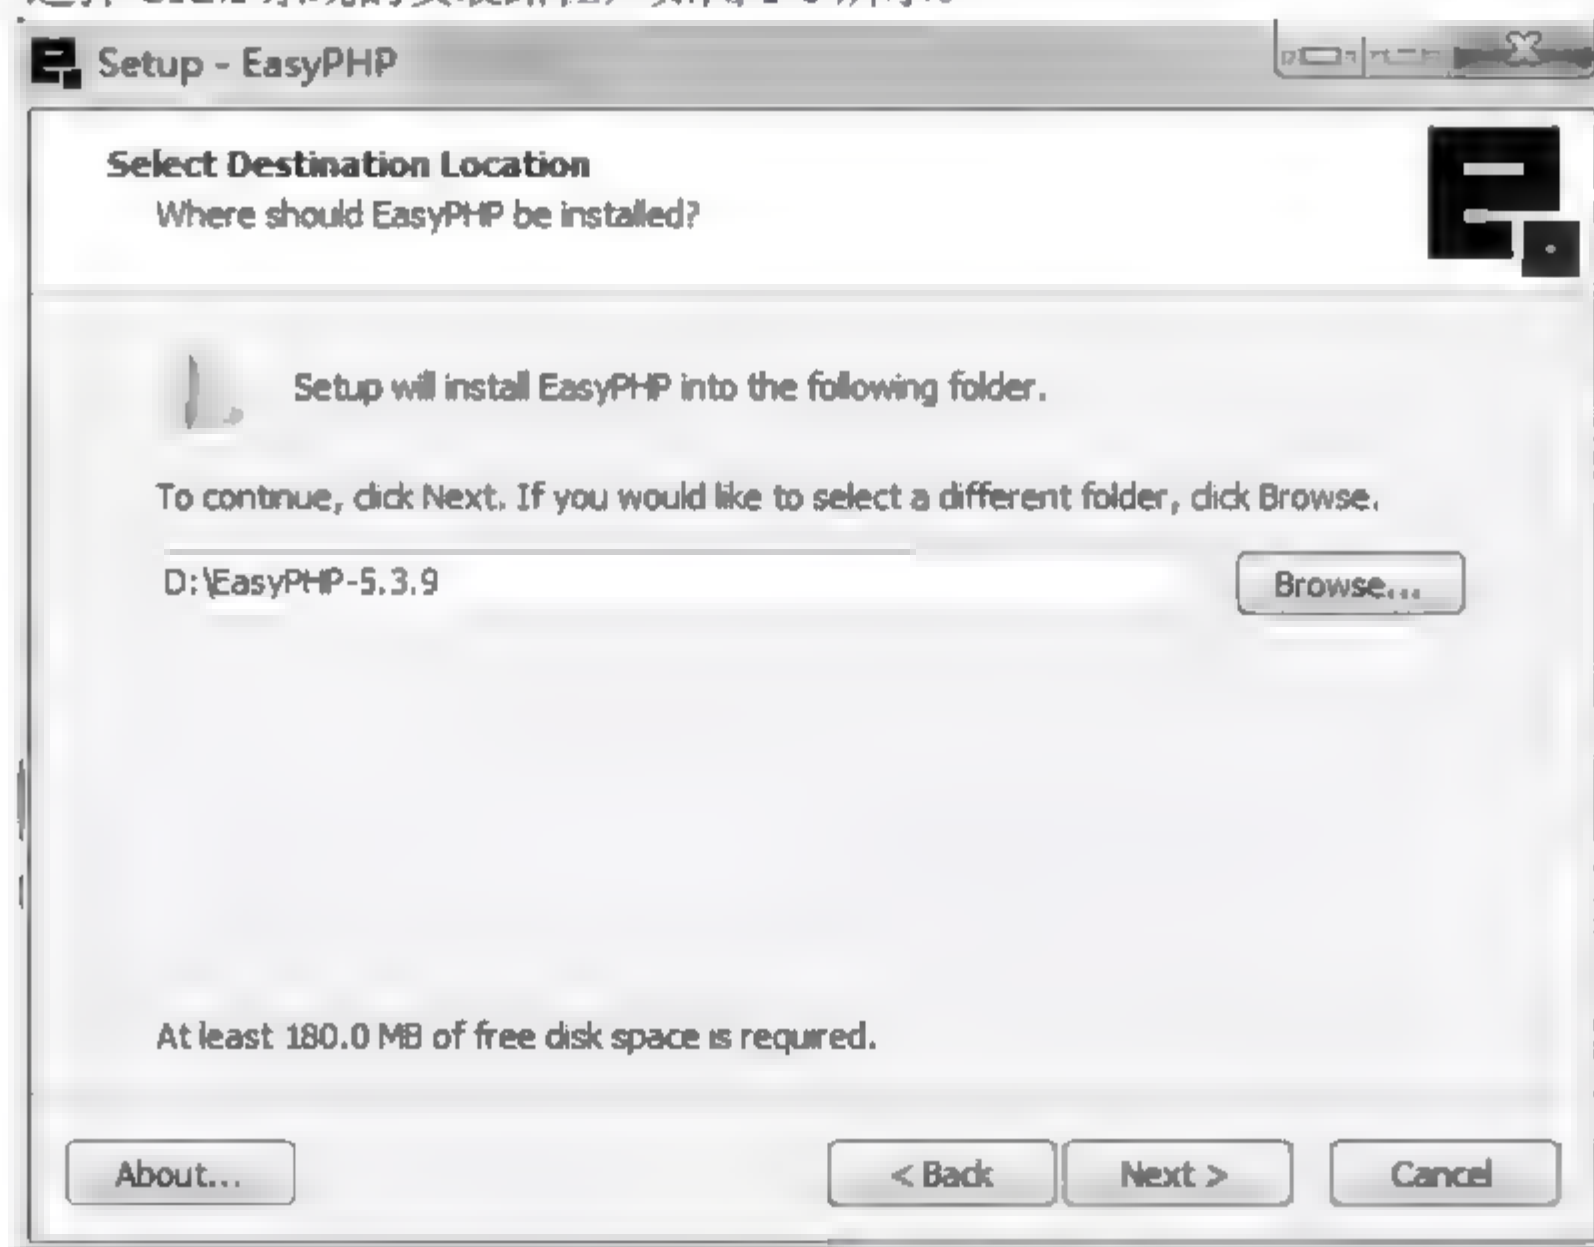 Setup - EasyPHP
Select Destination Location
Where should EasyPHP be installed?
Setup will install EasyPHP into the following folder.
To continue, click Next. If you would like to select a different folder, click Browse.
D:\EasyPHP-5.3.9
Browse...
At least 180.0 MB of free disk space is required.
About...
< Back
Next >
Cancel